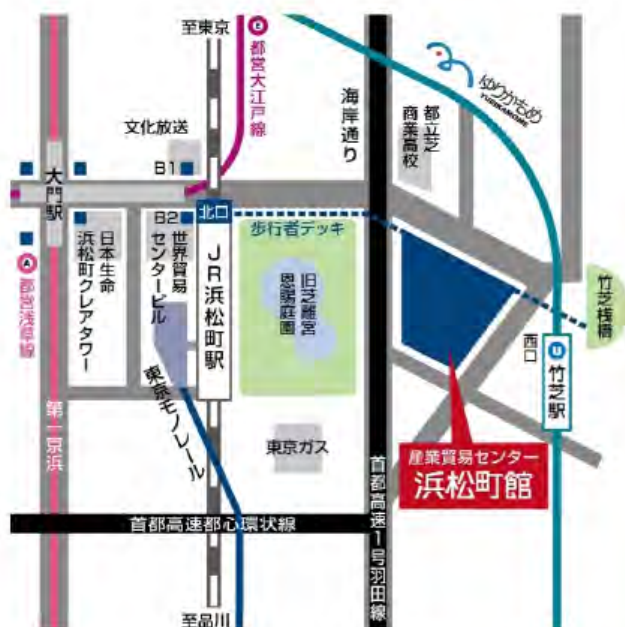 至東京
E
都営大江戸線
海岸通り
ゆりかもめ
YURIKAMOME
都立芝
商業高校
文化放送
B1
大門駅
B2
北口
歩行者デッキ
A
都営浅草線
日本生命
浜松町クレアタワー
世界貿易
センタービル
JR浜松町駅
旧芝離宮
恩賜庭園
竹芝桟橋
西口
U
竹芝駅
東京モノレール
第一京浜
東京ガス
産業貿易センター
浜松町館
首都高速都心環状線
首都高速1号羽田線
至品川